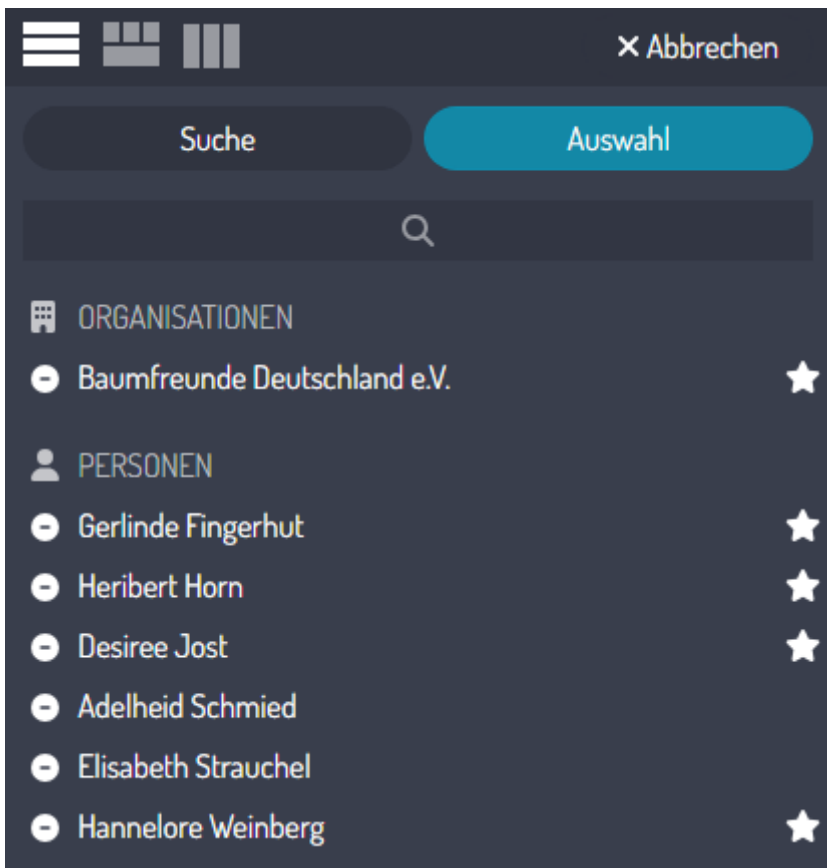 Abbrechen
Suche Auswahl
ORGANISATIONEN
Baumfreunde Deutschland e.V.
PERSONEN
Gerlinde Fingerhut
Heribert Horn
Desiree Jost
Adelheid Schmied
Elisabeth Strauchel
Hannelore Weinberg